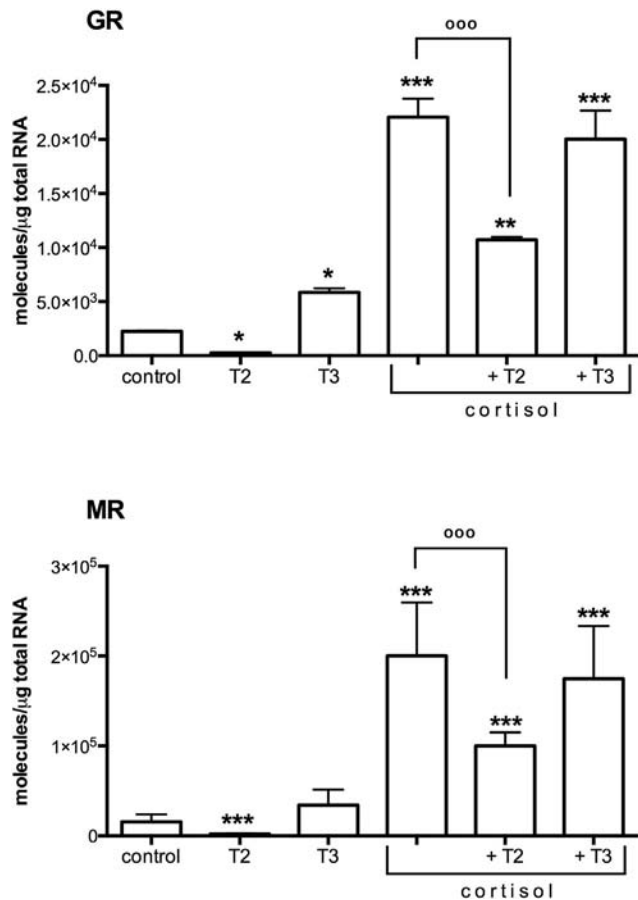 GR
ooo
***
***
2.5×10⁴
2.0×10⁴
1.5×10⁴
**
1.0×10⁴
*
5.0×10³
*
0.0
molecules/µg total RNA
control T2 T3 + T2 + T3
cortisol
MR
ooo
3×10⁵
***
***
2×10⁵
***
1×10⁵
***
0
molecules/µg total RNA
control T2 T3 + T2 + T3
cortisol